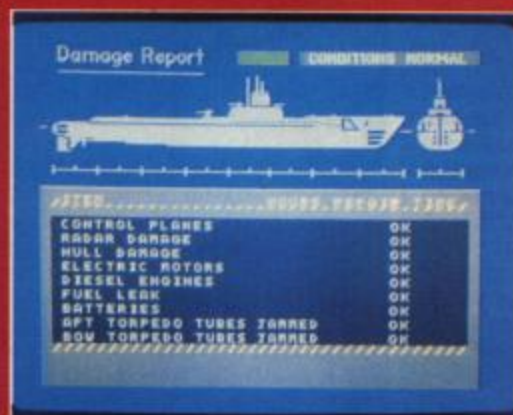 Damage Report
CONDITIONS NORMAL
CONTROL PLANES OK
RADAR DAMAGE OK
HULL DAMAGE OK
ELECTRIC MOTORS OK
DIESEL ENGINES OK
FUEL LEAK OK
BATTERIES OK
AFT TORPEDO TUBES JAMMED OK
BOW TORPEDO TUBES JAMMED OK